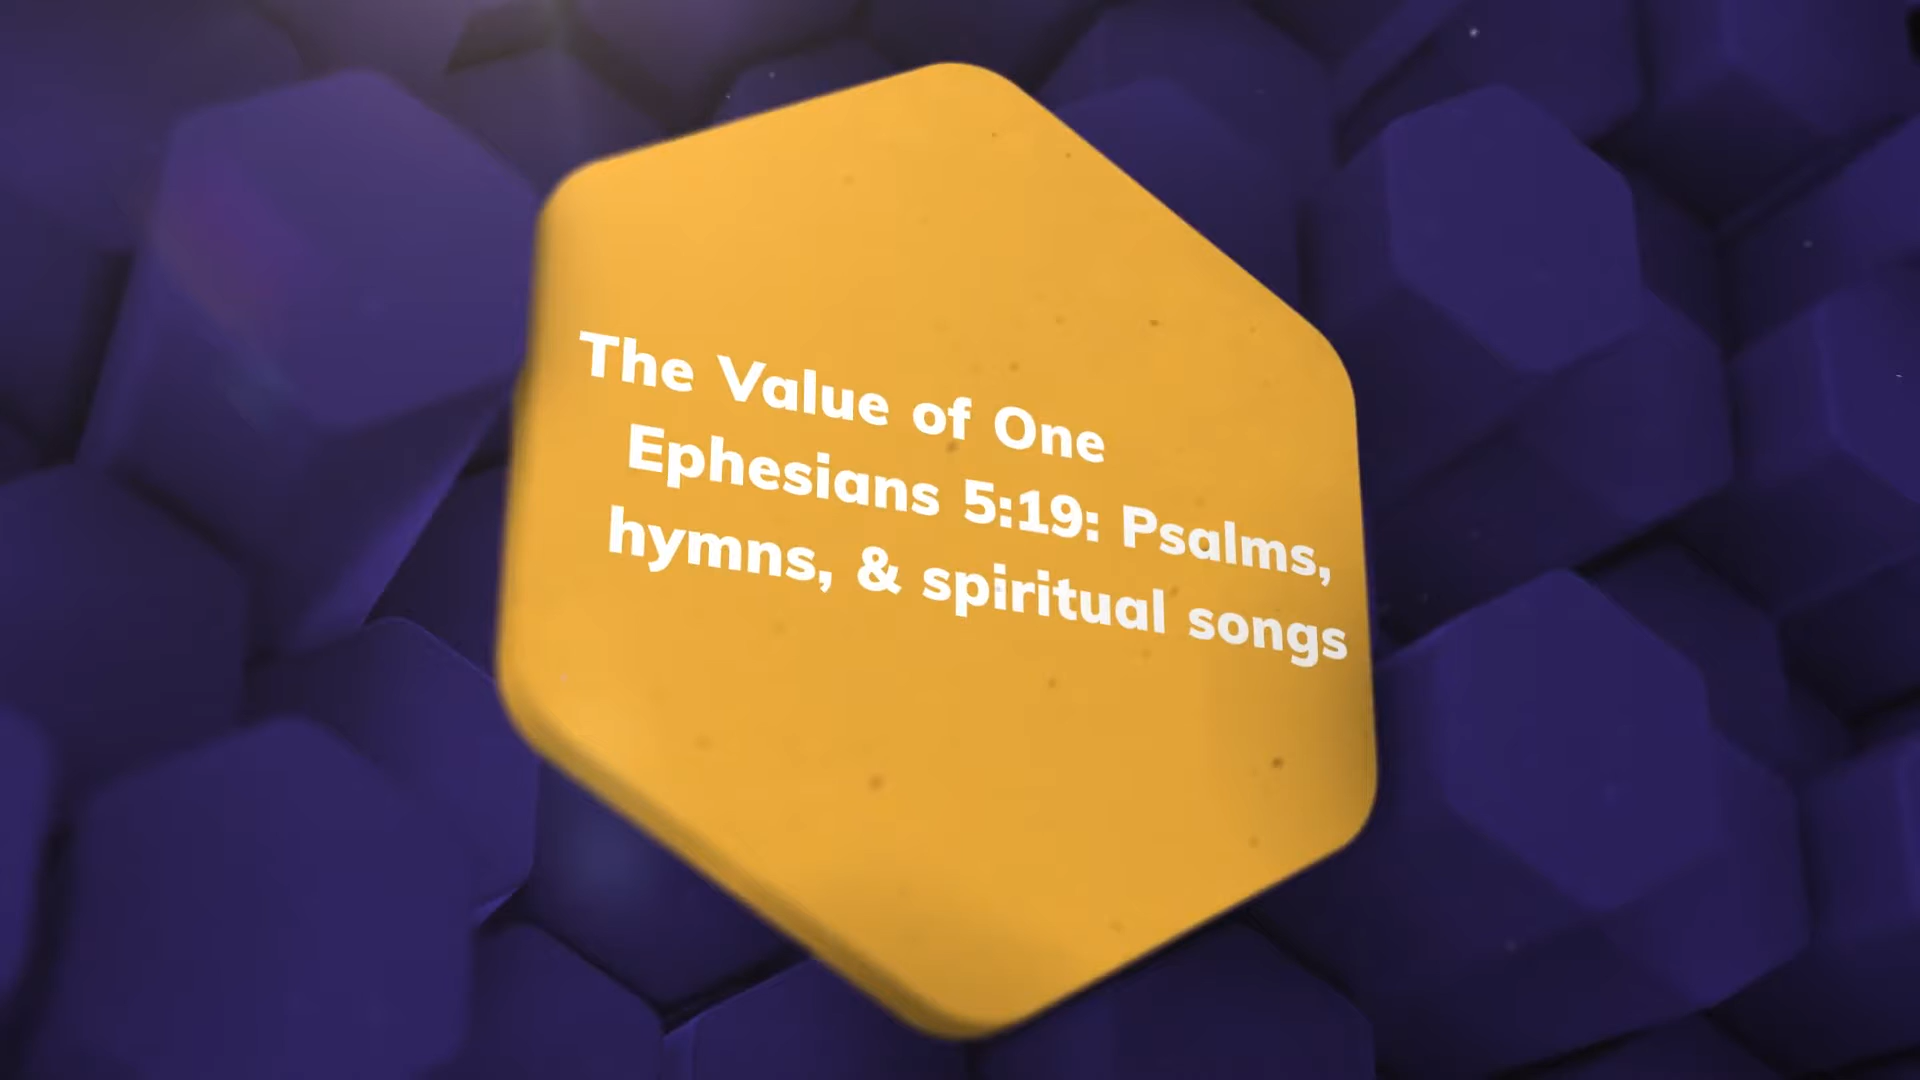 The Value of One
Ephesians 5:19: Psalms,
hymns, & spiritual songs